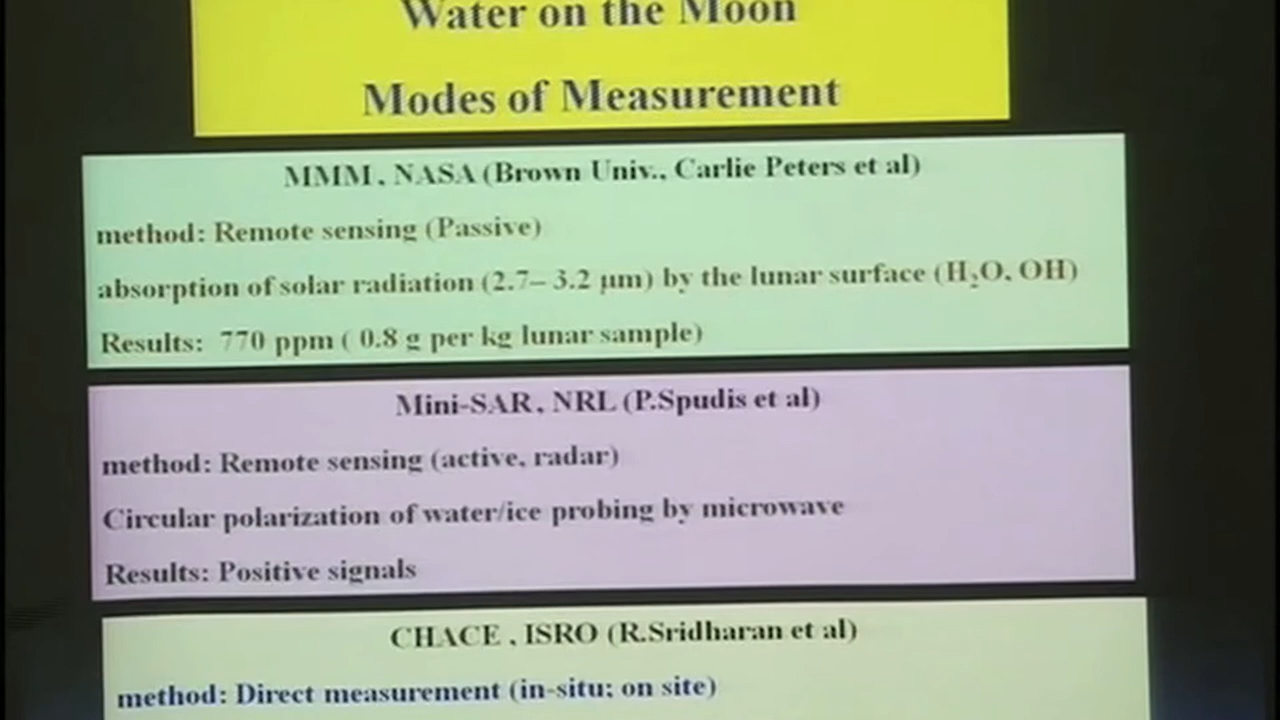 Water on the Moon
Modes of Measurement
MMM, NASA (Brown Univ., Carlie Peters et al)
method: Remote sensing (Passive)
absorption of solar radiation (2.7– 3.2 µm) by the lunar surface (H₂O, OH)
Results: 770 ppm ( 0.8 g per kg lunar sample)
Mini-SAR, NRL (P.Spudis et al)
method: Remote sensing (active, radar)
Circular polarization of water/ice probing by microwave
Results: Positive signals
CHACE , ISRO (R.Sridharan et al)
method: Direct measurement (in-situ; on site)